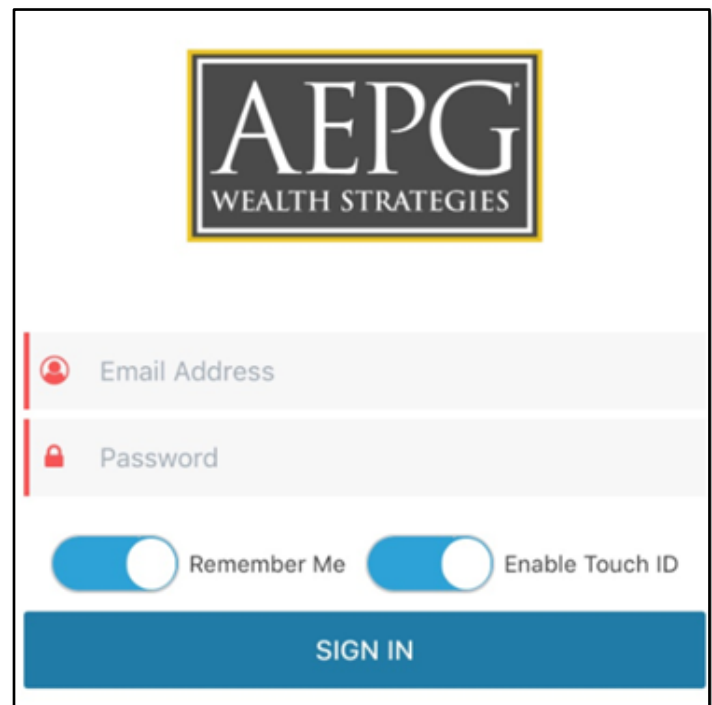 AEPG
WEALTH STRATEGIES
Email Address
Password
Remember Me Enable Touch ID
SIGN IN